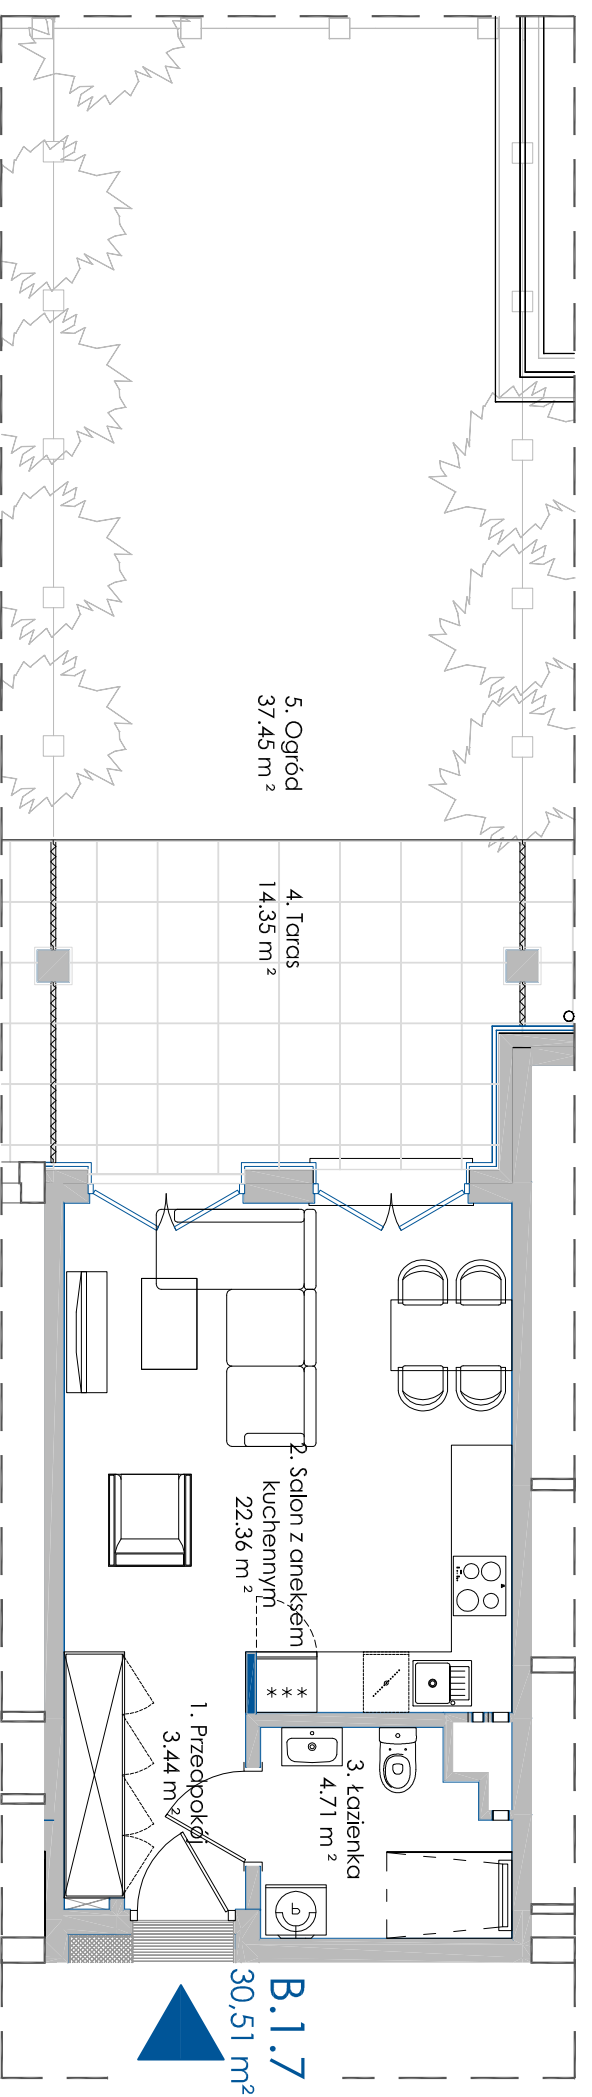 5. Ogród
37.45 m²
4. Taras
14.35 m²
2. Salon z aneksem
kuchennym
22.36 m²
1. Przedpokój
3.44 m²
3. Łazienka
4.71 m²
B.1.7
30,51 m²